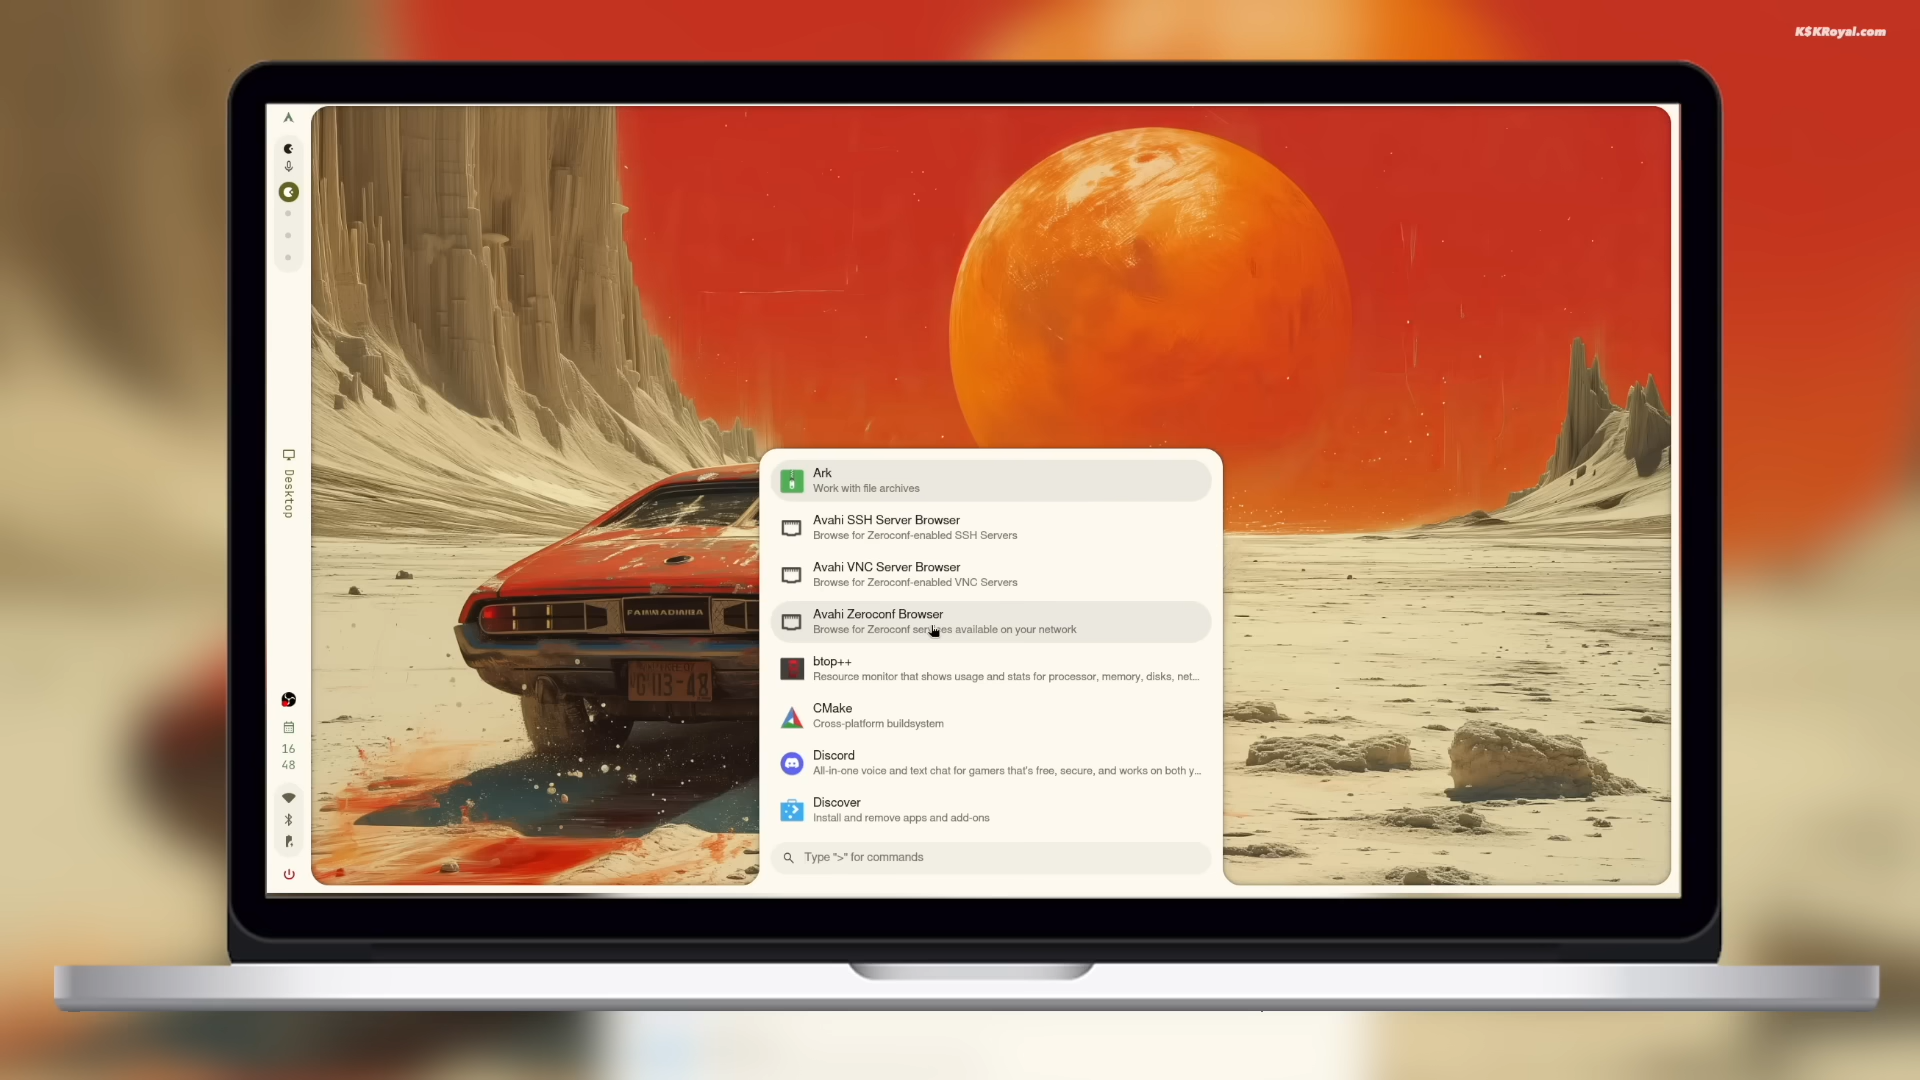 K$KRoyal.com
Desktop
16
48
Ark
Work with file archives
Avahi SSH Server Browser
Browse for Zeroconf-enabled SSH Servers
Avahi VNC Server Browser
Browse for Zeroconf-enabled VNC Servers
Avahi Zeroconf Browser
Browse for Zeroconf services available on your network
btop++
Resource monitor that shows usage and stats for processor, memory, disks, net...
CMake
Cross-platform buildsystem
Discord
All-in-one voice and text chat for gamers that's free, secure, and works on both y...
Discover
Install and remove apps and add-ons
Type ">" for commands